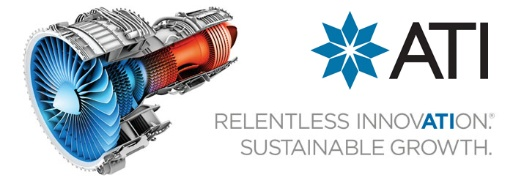 ATI
RELENTLESS INNOVATION.®
SUSTAINABLE GROWTH.